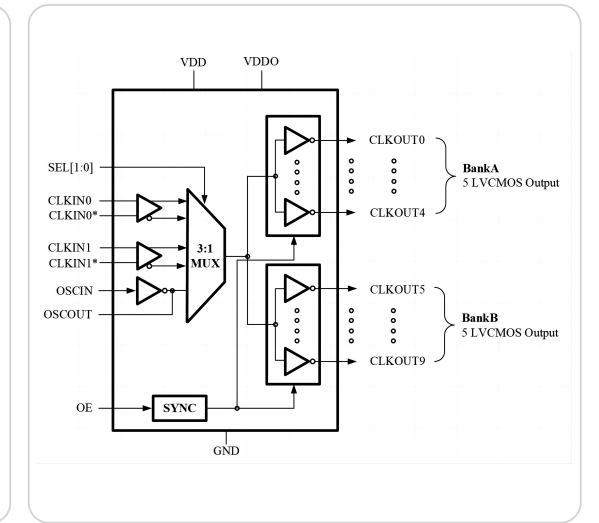 VDD
VDDO
SEL[1:0]
CLKIN0
CLKIN0*
CLKIN1
CLKIN1*
OSCIN
OSCOUT
3:1
MUX
OE
SYNC
GND
CLKOUT0
CLKOUT4
BankA
5 LVCMOS Output
CLKOUT5
CLKOUT9
BankB
5 LVCMOS Output